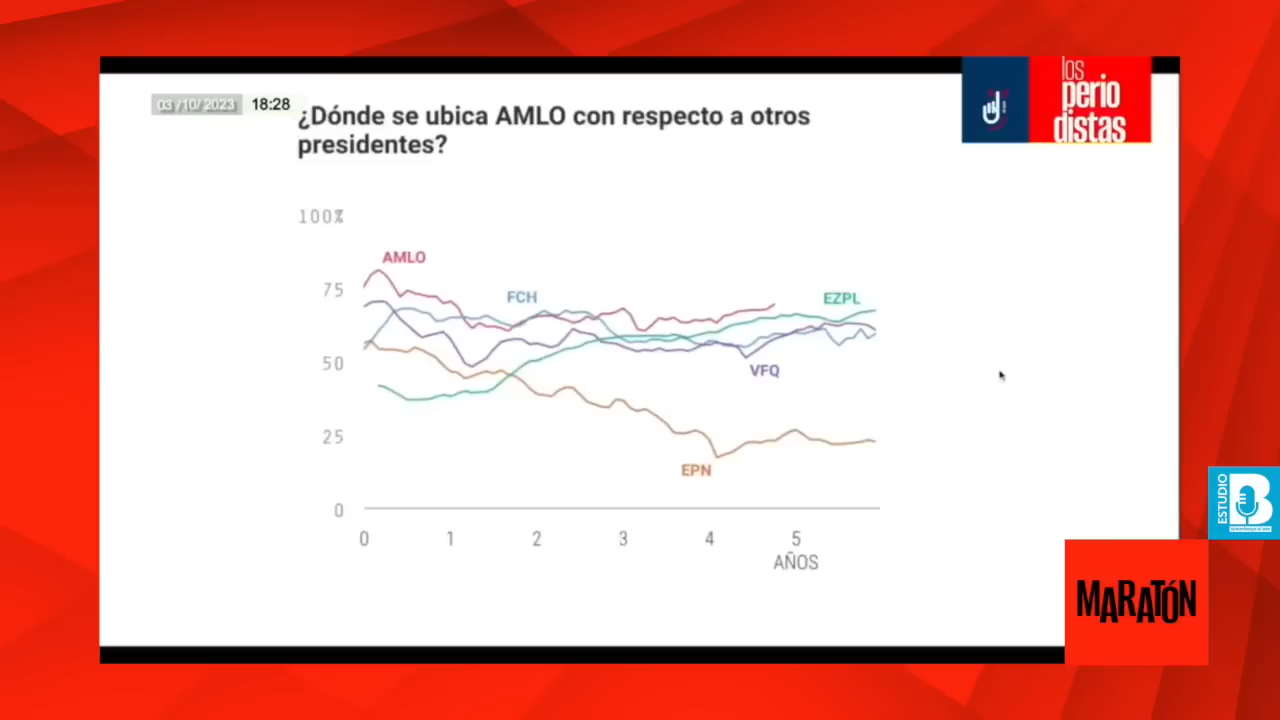 03/10/2023 18:28
¿Dónde se ubica AMLO con respecto a otros
presidentes?
los
perio
distas
100%
75
50
25
0
AMLO
FCH
EZPL
VFQ
EPN
0 1 2 3 4 5
AÑOS
ESTUDIO
B
MARATÓN